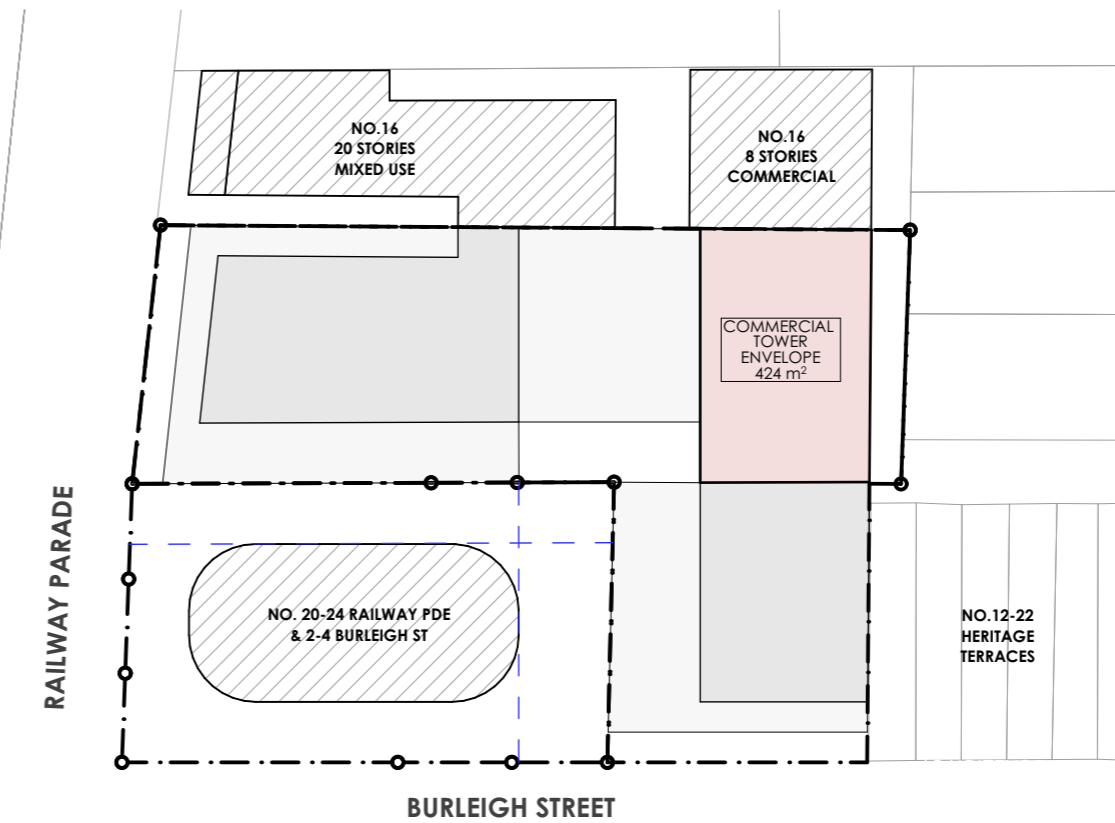 NO.16
20 STORIES
MIXED USE
NO.16
8 STORIES
COMMERCIAL
COMMERCIAL
TOWER
ENVELOPE
424 m²
RAILWAY PARADE
NO. 20-24 RAILWAY PDE
& 2-4 BURLEIGH ST
NO.12-22
HERITAGE
TERRACES
BURLEIGH STREET